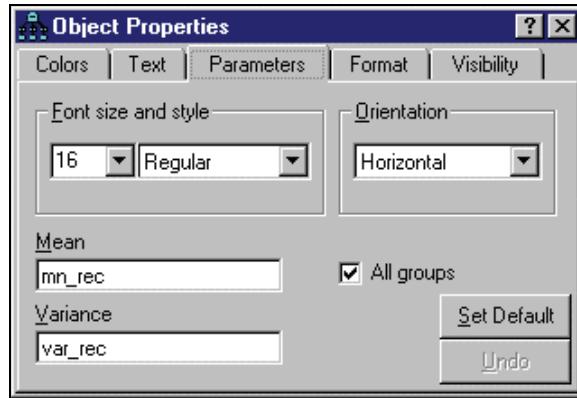 Object Properties
Colors Text Parameters Format Visibility
Font size and style Orientation
16 Regular Horizontal
Mean
mn_rec All groups
Variance Set Default
var_rec
Undo